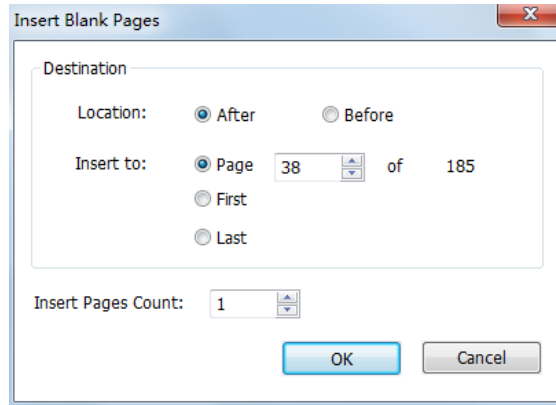 Insert Blank Pages
Destination
Location: After Before
Insert to: Page 38 of 185
First
Last
Insert Pages Count: 1
OK Cancel